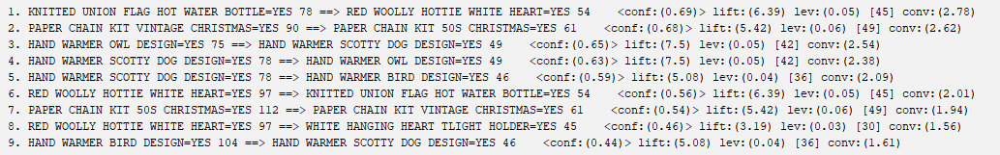 1. KNITTED UNION FLAG HOT WATER BOTTLE=YES 78 ==> RED WOOLLY HOTTIE WHITE HEART=YES 54    <conf:(0.69)> lift:(6.39) lev:(0.05) [45] conv:(2.78)
2. PAPER CHAIN KIT VINTAGE CHRISTMAS=YES 90 ==> PAPER CHAIN KIT 50S CHRISTMAS=YES 61    <conf:(0.68)> lift:(5.42) lev:(0.06) [49] conv:(2.62)
3. HAND WARMER OWL DESIGN=YES 75 ==> HAND WARMER SCOTTY DOG DESIGN=YES 49    <conf:(0.65)> lift:(7.5) lev:(0.05) [42] conv:(2.54)
4. HAND WARMER SCOTTY DOG DESIGN=YES 78 ==> HAND WARMER OWL DESIGN=YES 49    <conf:(0.63)> lift:(7.5) lev:(0.05) [42] conv:(2.38)
5. HAND WARMER SCOTTY DOG DESIGN=YES 78 ==> HAND WARMER BIRD DESIGN=YES 46    <conf:(0.59)> lift:(5.08) lev:(0.04) [36] conv:(2.09)
6. RED WOOLLY HOTTIE WHITE HEART=YES 97 ==> KNITTED UNION FLAG HOT WATER BOTTLE=YES 54    <conf:(0.56)> lift:(6.39) lev:(0.05) [45] conv:(2.01)
7. PAPER CHAIN KIT 50S CHRISTMAS=YES 112 ==> PAPER CHAIN KIT VINTAGE CHRISTMAS=YES 61    <conf:(0.54)> lift:(5.42) lev:(0.06) [49] conv:(1.94)
8. RED WOOLLY HOTTIE WHITE HEART=YES 97 ==> WHITE HANGING HEART TLIGHT HOLDER=YES 45    <conf:(0.46)> lift:(3.19) lev:(0.03) [30] conv:(1.56)
9. HAND WARMER BIRD DESIGN=YES 104 ==> HAND WARMER SCOTTY DOG DESIGN=YES 46    <conf:(0.44)> lift:(5.08) lev:(0.04) [36] conv:(1.61)